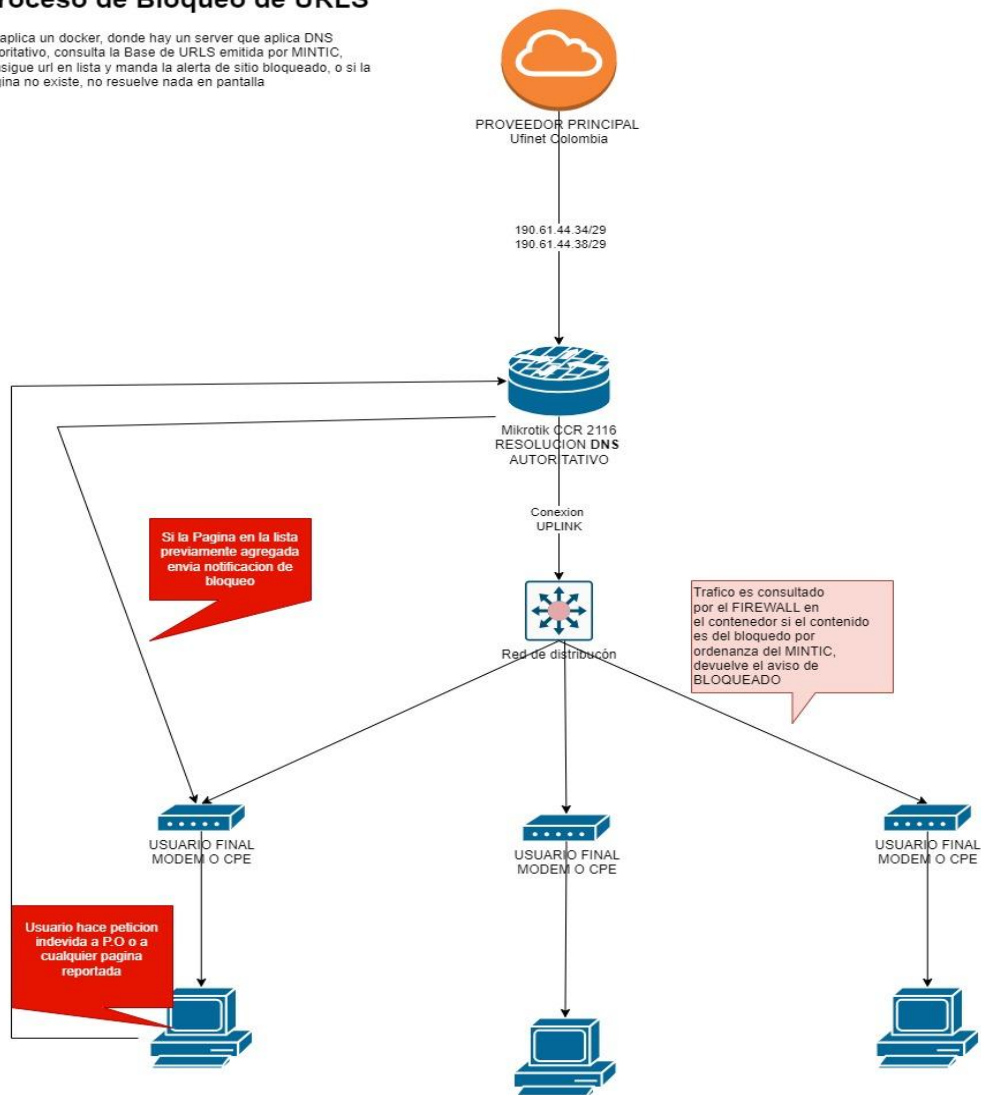 roceso de Bloqueo de URLS
aplica un docker, donde hay un server que aplica DNS
oritativo, consulta la Base de URLS emitida por MINTIC,
nsigue url en lista y manda la alerta de sitio bloqueado, o si la
gina no existe, no resuelve nada en pantalla
PROVEEDOR PRINCIPAL
Ufinet Colombia
190.61.44.34/29
190.61.44.38/29
Mikrotik CCR 2116
RESOLUCION DNS
AUTORITATIVO
Conexion
UPLINK
Si la Pagina en la lista
previamente agregada
envia notificacion de
bloqueo
Red de distribucón
Trafico es consultado
por el FIREWALL en
el contenedor si el contenido
es del bloquedo por
ordenanza del MINTIC,
devuelve el aviso de
BLOQUEADO
USUARIO FINAL
MODEM O CPE
USUARIO FINAL
MODEM O CPE
USUARIO FINAL
MODEM O CPE
Usuario hace peticion
indevida a P.O o a
cualquier pagina
reportada